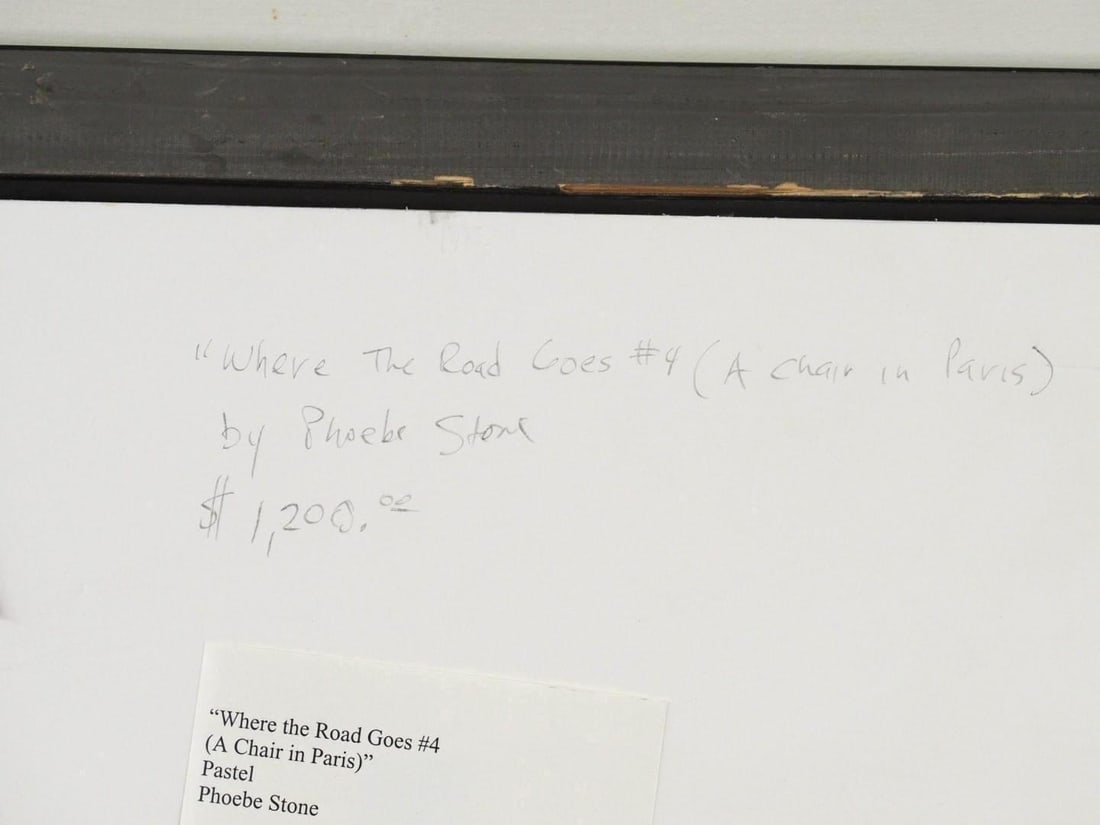 "Where The Road Goes #4 (A Chair in Paris)
by Phoebe Stone
$1,200.00
“Where the Road Goes #4
(A Chair in Paris)”
Pastel
Phoebe Stone